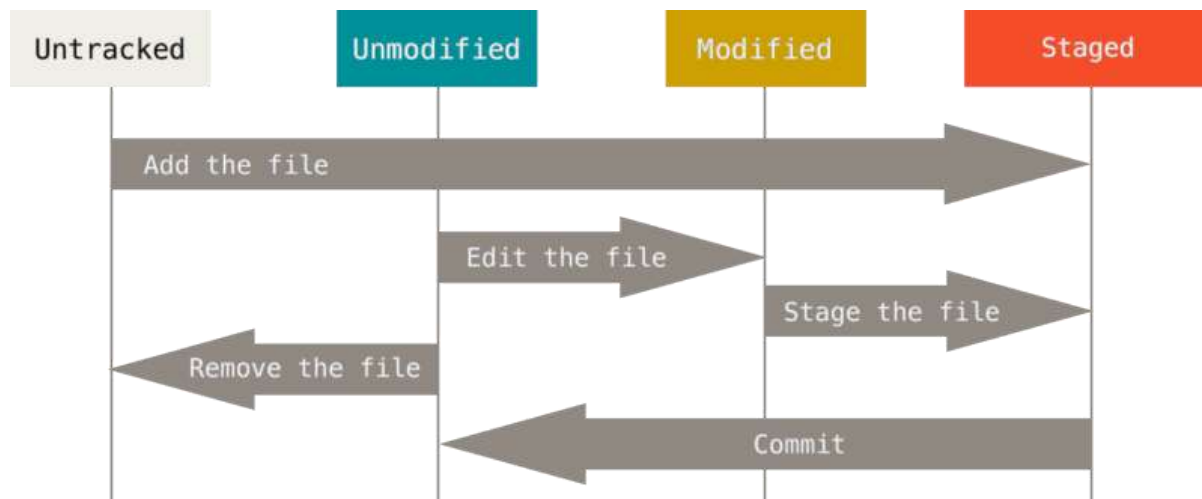 Untracked
Unmodified
Modified
Staged
Add the file
Edit the file
Stage the file
Remove the file
Commit